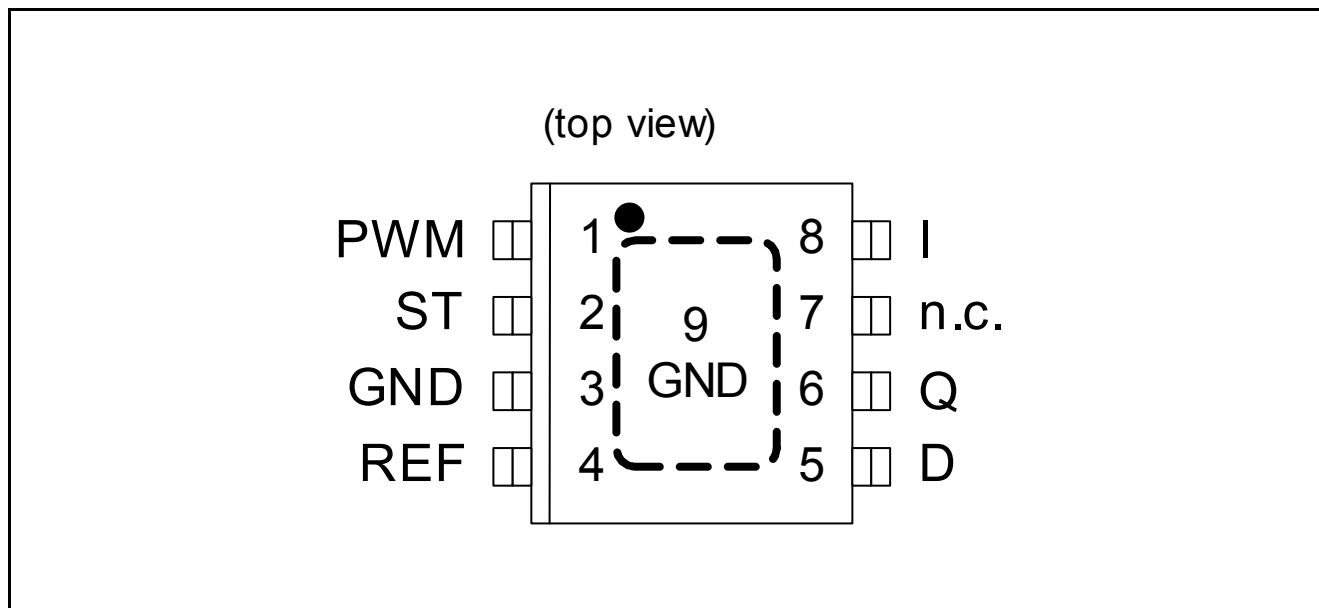 (top view)
PWM 1 8 I
ST 2 7 n.c.
9
GND 3 6 Q
GND
REF 4 5 D